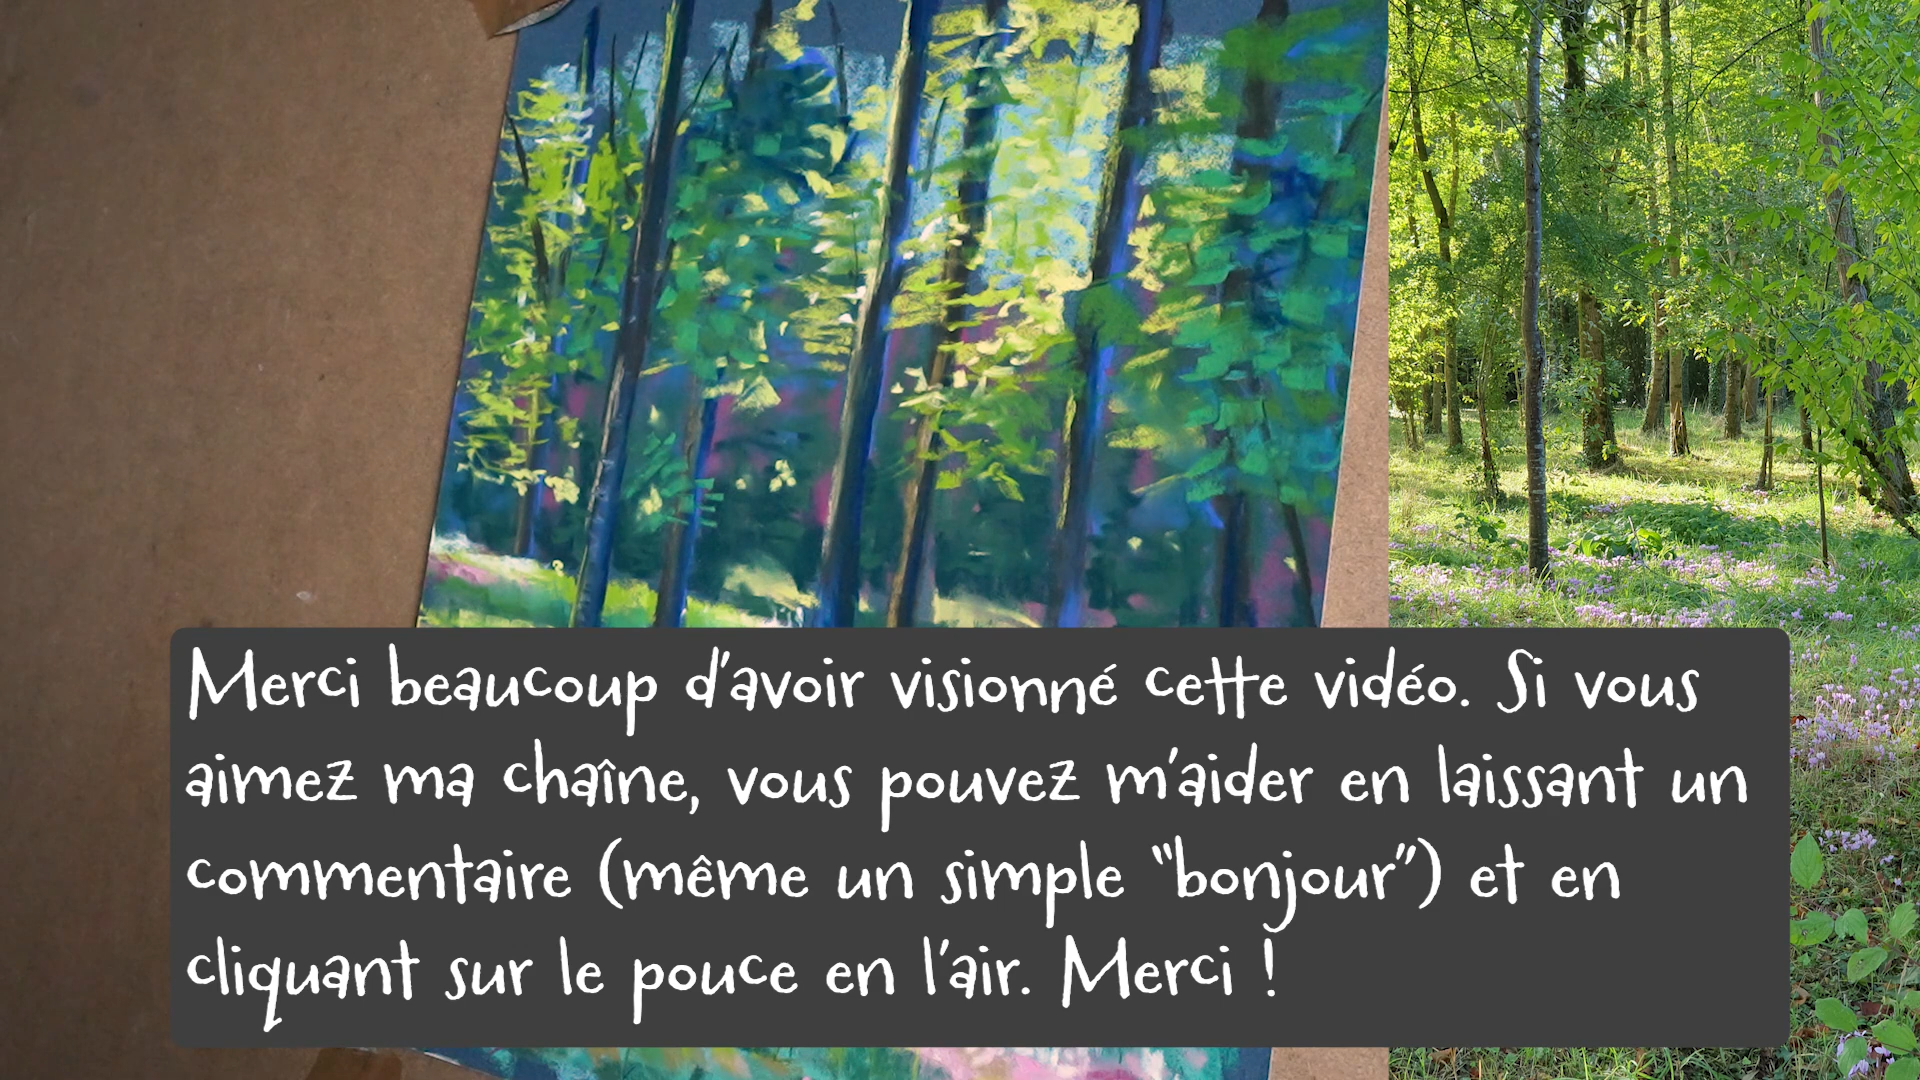 Merci beaucoup d'avoir visionné cette vidéo. Si vous
aimez ma chaîne, vous pouvez m'aider en laissant un
commentaire (même un simple "bonjour") et en
cliquant sur le pouce en l'air. Merci !